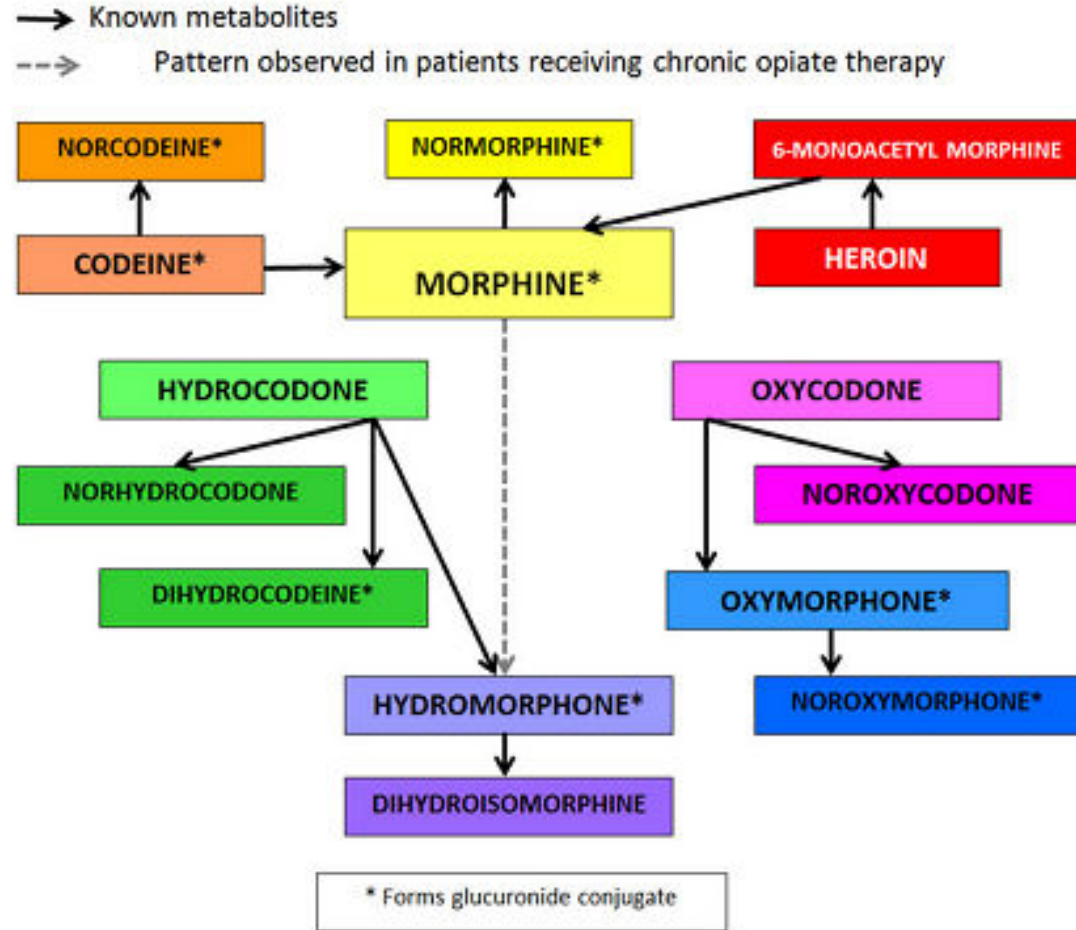 Known metabolites
Pattern observed in patients receiving chronic opiate therapy
NORCODEINE*
NORMORPHINE*
6-MONOACETYL MORPHINE
CODEINE*
MORPHINE*
HEROIN
HYDROCODONE
OXYCODONE
NORHYDROCODONE
NOROXYCODONE
DIHYDROCODEINE*
OXYMORPHONE*
HYDROMORPHONE*
NOROXYMORPHONE*
DIHYDROISOMORPHINE
* Forms glucuronide conjugate